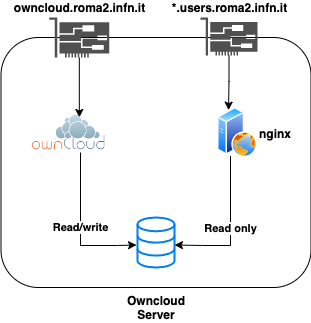 owncloud.roma2.infn.it
*.users.roma2.infn.it
ownCloud
nginx
Read/write
Read only
Owncloud
Server